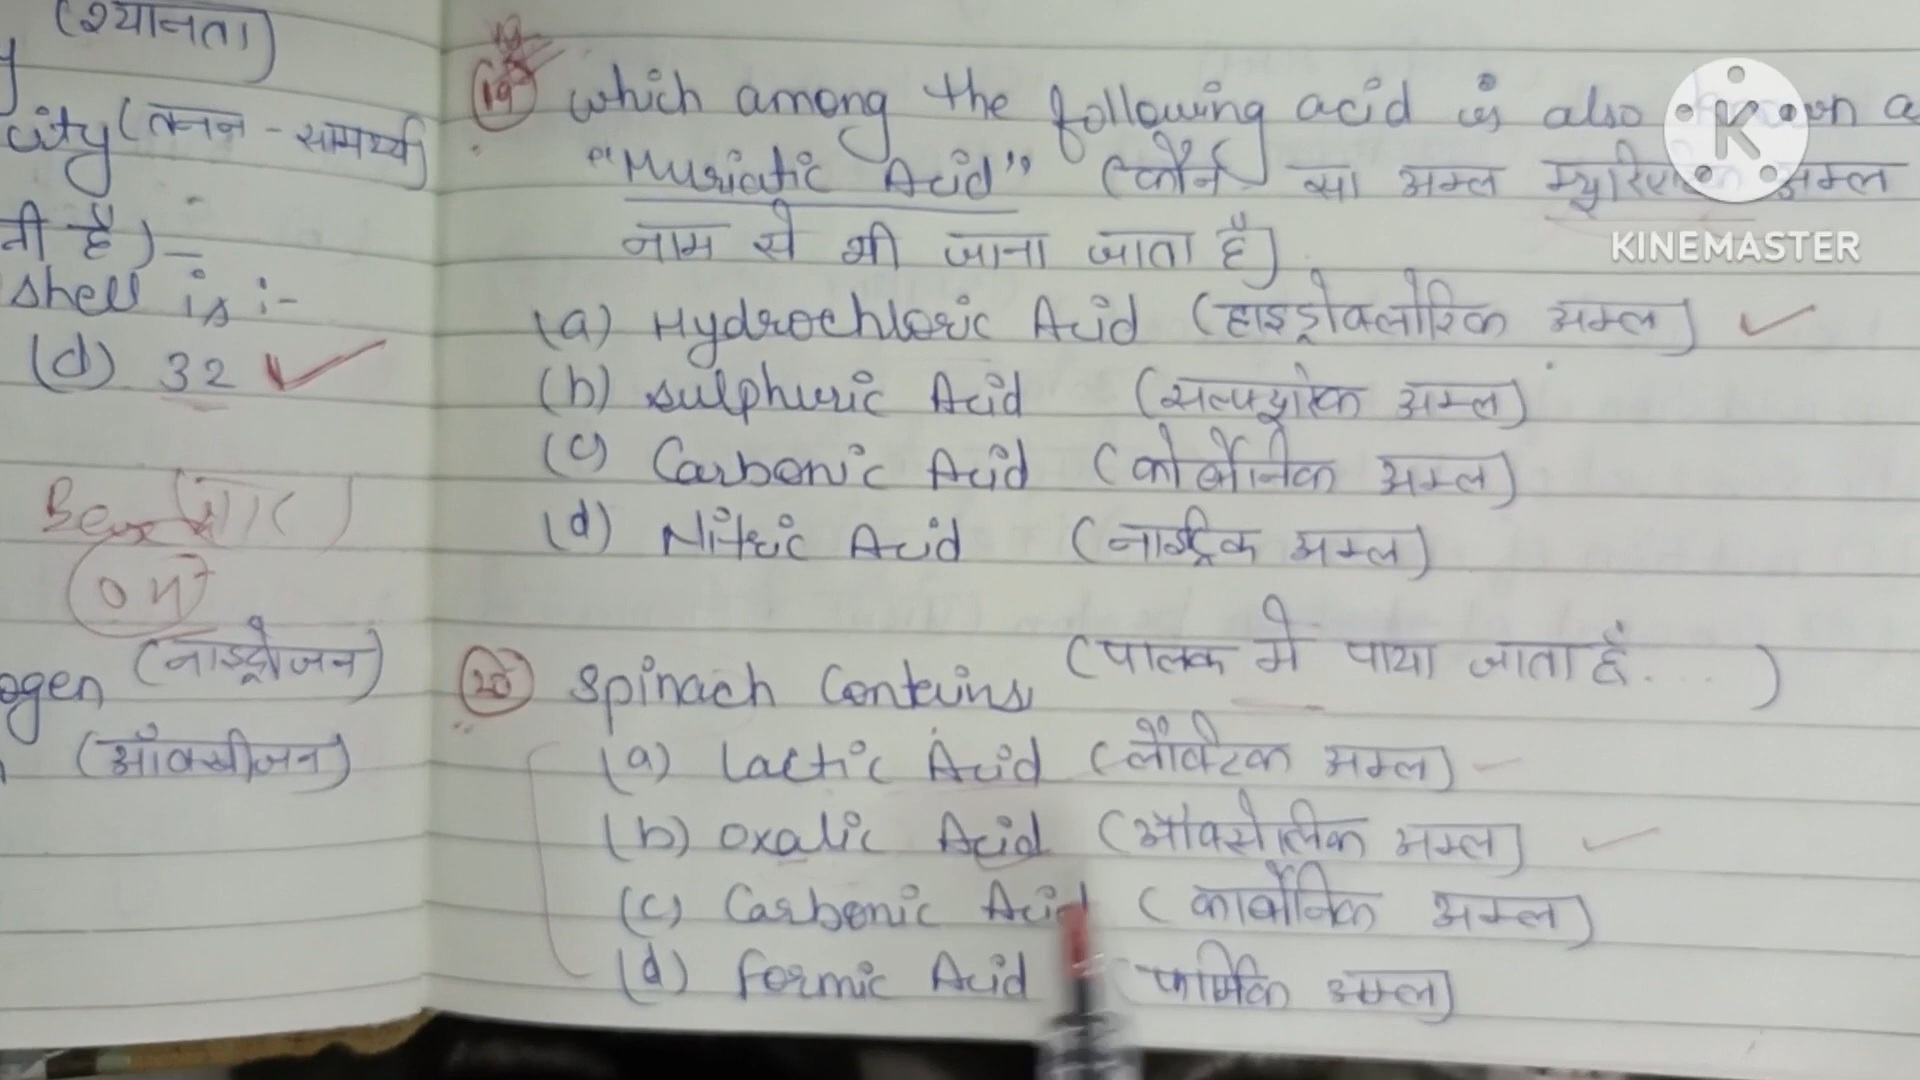 (श्यानता)
city (तनन - सामर्थ्य)
नी है) -
shell is :-
(d) 32
(नाइट्रोजन)
ogen
(ऑक्सीजन)
19 which among the following acid is also
"Muriatic Acid" (कौन सा अम्ल अम्ल
नाम से भी जाना जाता है)
(a) Hydrochloric Acid (हाइड्रोक्लोरिक अम्ल)
(b) Sulphuric Acid (सल्फ्यूरिक अम्ल)
(c) Carbonic Acid (कार्बोनिक अम्ल)
(d) Nitric Acid (नाइट्रिक अम्ल)
20 Spinach Contains (पालक में पाया जाता है....)
(a) Lactic Acid (लैक्टिक अम्ल)
(b) Oxalic Acid (ऑक्सेलिक अम्ल)
(c) Carbonic Acid (कार्बोनिक अम्ल)
(d) Formic Acid (फार्मिक अम्ल)
KINEMASTER